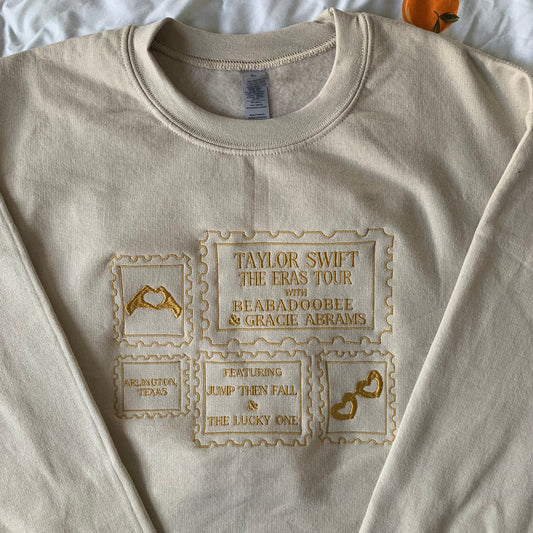 TAYLOR SWIFT
THE ERAS TOUR
WITH
BEABADOOBEE
& GRACIE ABRAMS
ARLINGTON,
TEXAS
FEATURING
JUMP THEN FALL
&
THE LUCKY ONE